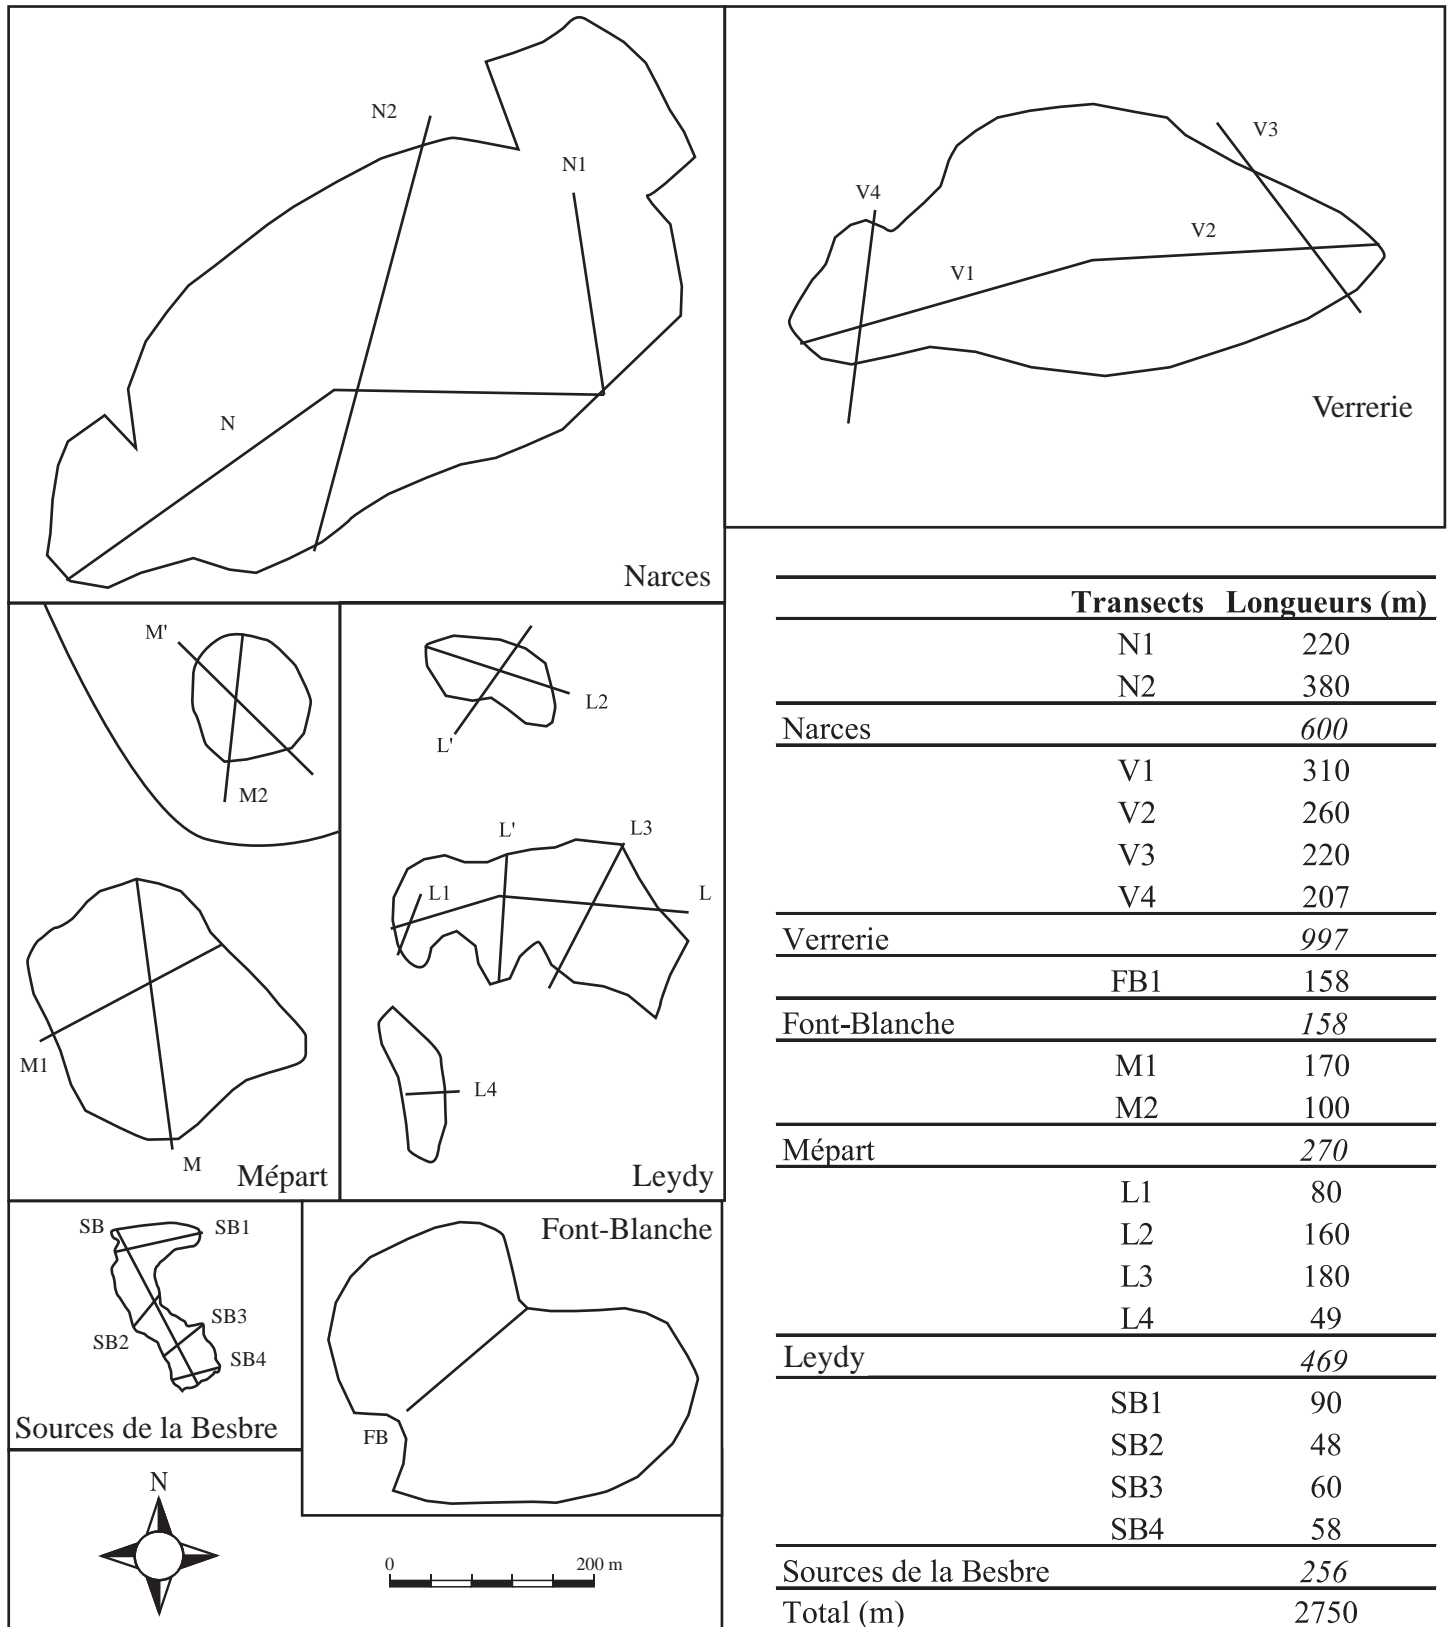 N2
N1
N
Narces
V3
V4
V2
V1
Verrerie
M'
M2
M1
M
Mépart
L2
L'
L'
L3
L1
L
L4
Leydy
SB
SB1
SB3
SB2
SB4
Sources de la Besbre
Font-Blanche
FB
N
0 200 m
Transects Longueurs (m)
N1 220
N2 380
Narces 600
V1 310
V2 260
V3 220
V4 207
Verrerie 997
FB1 158
Font-Blanche 158
M1 170
M2 100
Mépart 270
L1 80
L2 160
L3 180
L4 49
Leydy 469
SB1 90
SB2 48
SB3 60
SB4 58
Sources de la Besbre 256
Total (m) 2750